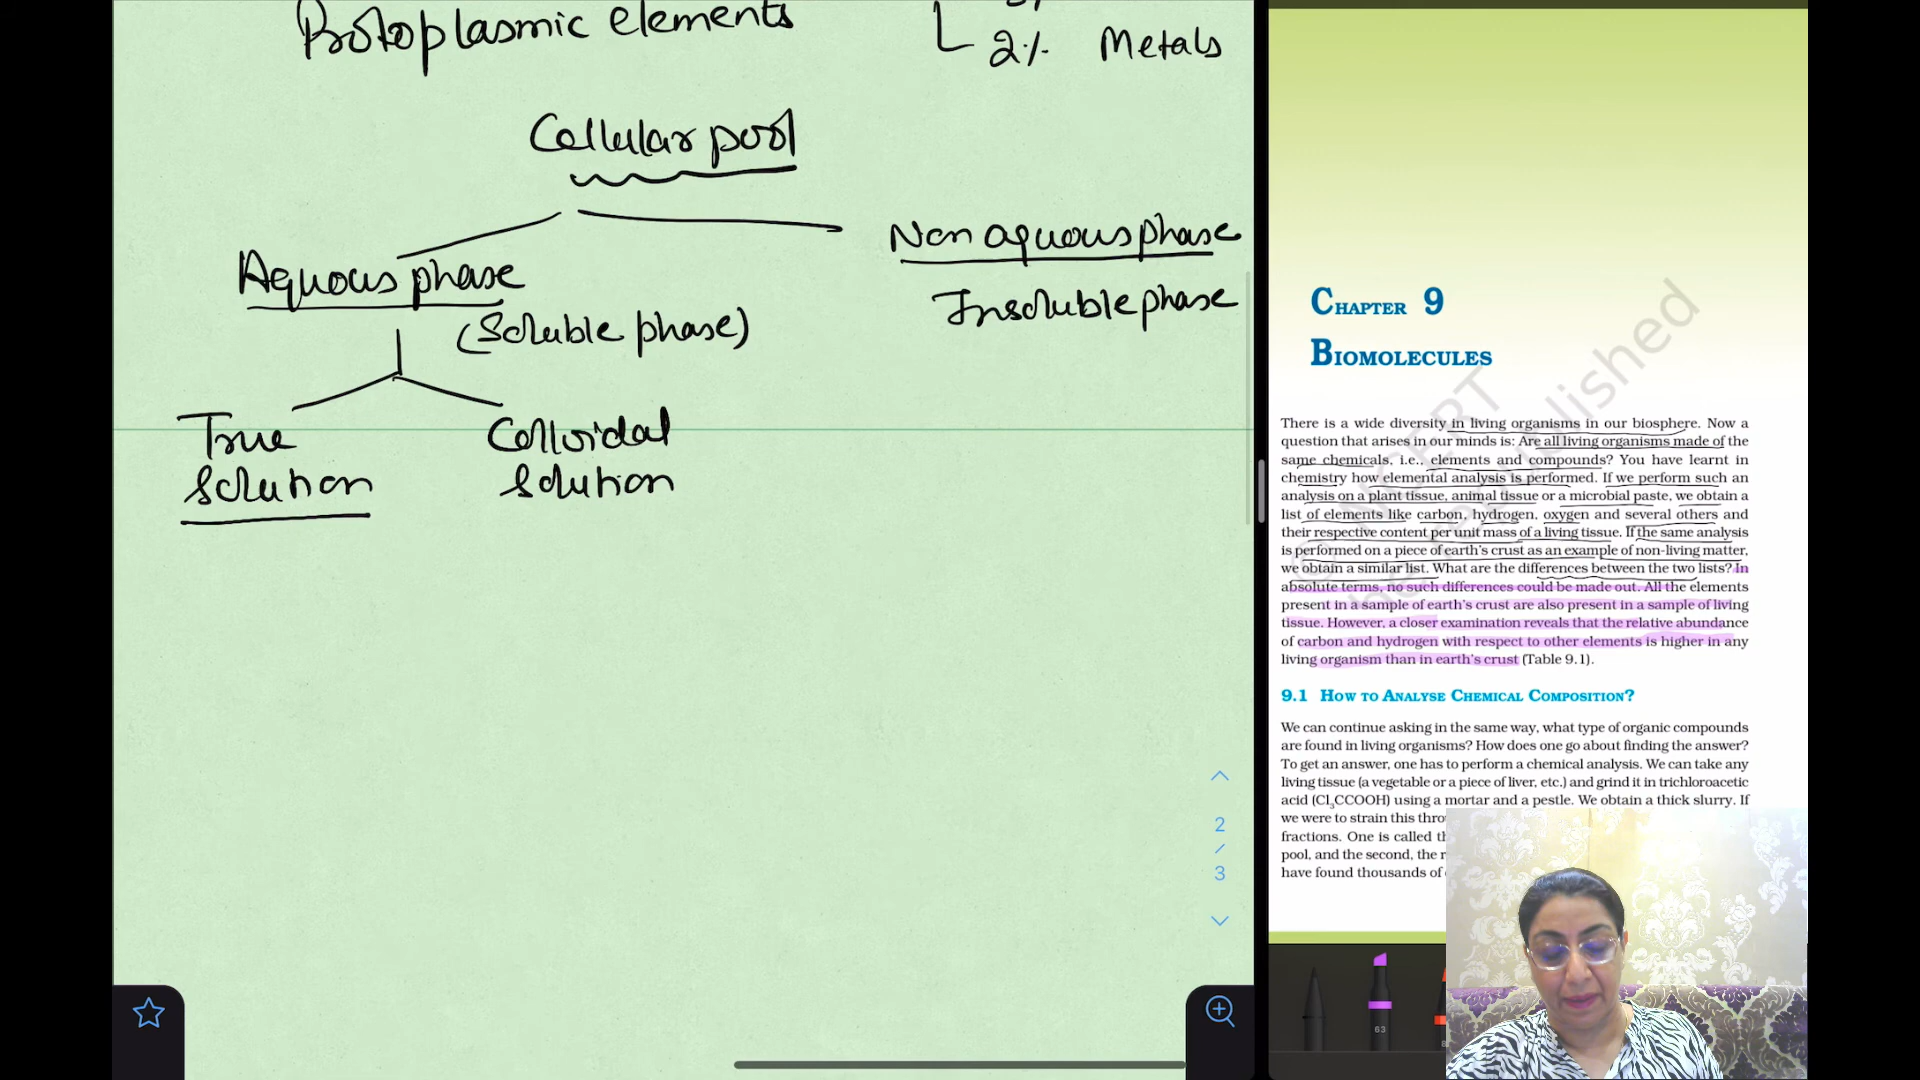 Protoplasmic elements
2% Metals
Cellular pool
Aquous phase
(Soluble phase)
Non aquous phase
Insoluble phase
True
Solution
Colloidal
Solution
2
/
3
CHAPTER 9
BIOMOLECULES
There is a wide diversity in living organisms in our biosphere. Now a
question that arises in our minds is: Are all living organisms made of the
same chemicals, i.e., elements and compounds? You have learnt in
chemistry how elemental analysis is performed. If we perform such an
analysis on a plant tissue, animal tissue or a microbial paste, we obtain a
list of elements like carbon, hydrogen, oxygen and several others and
their respective content per unit mass of a living tissue. If the same analysis
is performed on a piece of earth's crust as an example of non-living matter,
we obtain a similar list. What are the differences between the two lists? In
absolute terms, no such differences could be made out. All the elements
present in a sample of earth's crust are also present in a sample of living
tissue. However, a closer examination reveals that the relative abundance
of carbon and hydrogen with respect to other elements is higher in any
living organism than in earth's crust (Table 9.1).
9.1 HOW TO ANALYSE CHEMICAL COMPOSITION?
We can continue asking in the same way, what type of organic compounds
are found in living organisms? How does one go about finding the answer?
To get an answer, one has to perform a chemical analysis. We can take any
living tissue (a vegetable or a piece of liver, etc.) and grind it in trichloroacetic
acid (Cl₃CCOOH) using a mortar and a pestle. We obtain a thick slurry. If
we were to strain this thro
fractions. One is called th
pool, and the second, the r
have found thousands of
© NCERT
63